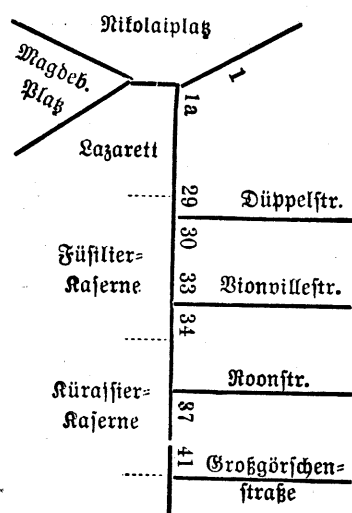 Nikolaiplatz
Magdeb.
Platz
1
1a
Lazarett
29
Düppelſtr.
30
Füſilier=
Kaſerne
33
Vionvilleſtr.
34
Roonſtr.
Küraſſier=
Kaſerne
37
41
Großgörſchen=
ſtraße